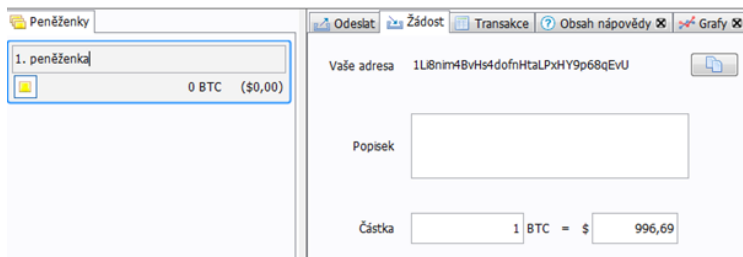 Peněženky
1. peněženka
0 BTC ($0,00)
Odeslat Žádost Transakce Obsah nápovědy Grafy
Vaše adresa 1Li8nim4BvHs4dofnHtaLPxHY9p68qEvU
Popisek
Částka 1 BTC = $ 996,69